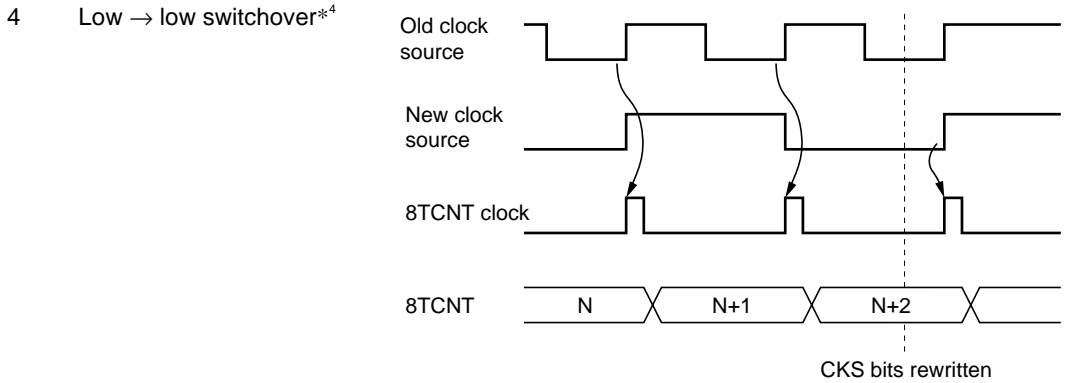 4 Low → low switchover*4
Old clock
source
New clock
source
8TCNT clock
8TCNT
N
N+1
N+2
CKS bits rewritten